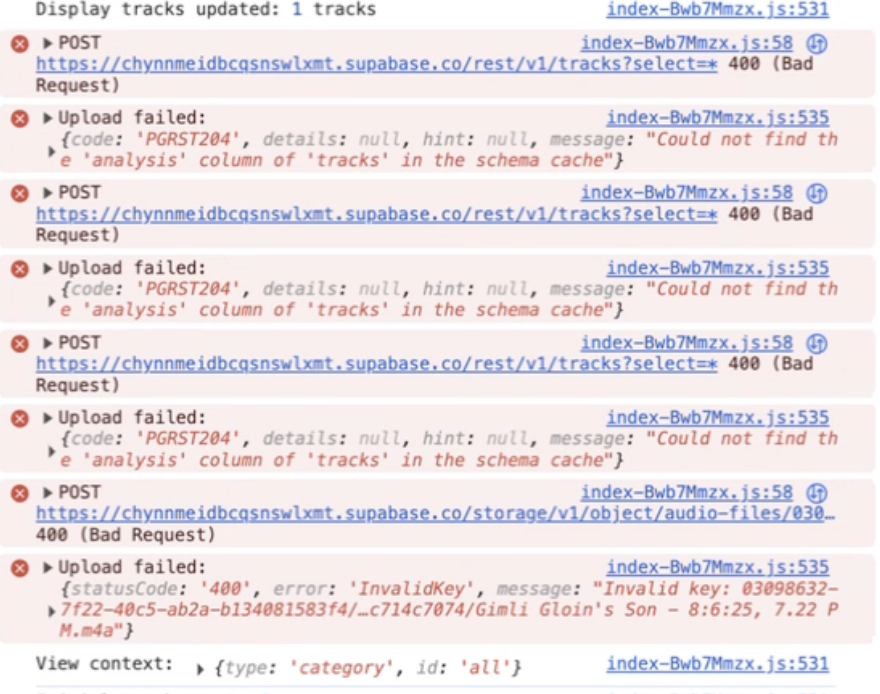 Display tracks updated: 1 tracks index-Bwb7Mmzx.js:531
POST index-Bwb7Mmzx.js:58
https://chynnmeidbcqsnswlxmt.supabase.co/rest/v1/tracks?select=* 400 (Bad
Request)
Upload failed: index-Bwb7Mmzx.js:535
{code: 'PGRST204', details: null, hint: null, message: "Could not find th
e 'analysis' column of 'tracks' in the schema cache"}
POST index-Bwb7Mmzx.js:58
https://chynnmeidbcqsnswlxmt.supabase.co/rest/v1/tracks?select=* 400 (Bad
Request)
Upload failed: index-Bwb7Mmzx.js:535
{code: 'PGRST204', details: null, hint: null, message: "Could not find th
e 'analysis' column of 'tracks' in the schema cache"}
POST index-Bwb7Mmzx.js:58
https://chynnmeidbcqsnswlxmt.supabase.co/rest/v1/tracks?select=* 400 (Bad
Request)
Upload failed: index-Bwb7Mmzx.js:535
{code: 'PGRST204', details: null, hint: null, message: "Could not find th
e 'analysis' column of 'tracks' in the schema cache"}
POST index-Bwb7Mmzx.js:58
https://chynnmeidbcqsnswlxmt.supabase.co/storage/v1/object/audio-files/030…
400 (Bad Request)
Upload failed: index-Bwb7Mmzx.js:535
{statusCode: '400', error: 'InvalidKey', message: "Invalid key: 03098632-
7f22-40c5-ab2a-b134081583f4/…c714c7074/Gimli Gloin's Son - 8:6:25, 7.22 P
M.m4a"}
View context: {type: 'category', id: 'all'} index-Bwb7Mmzx.js:531